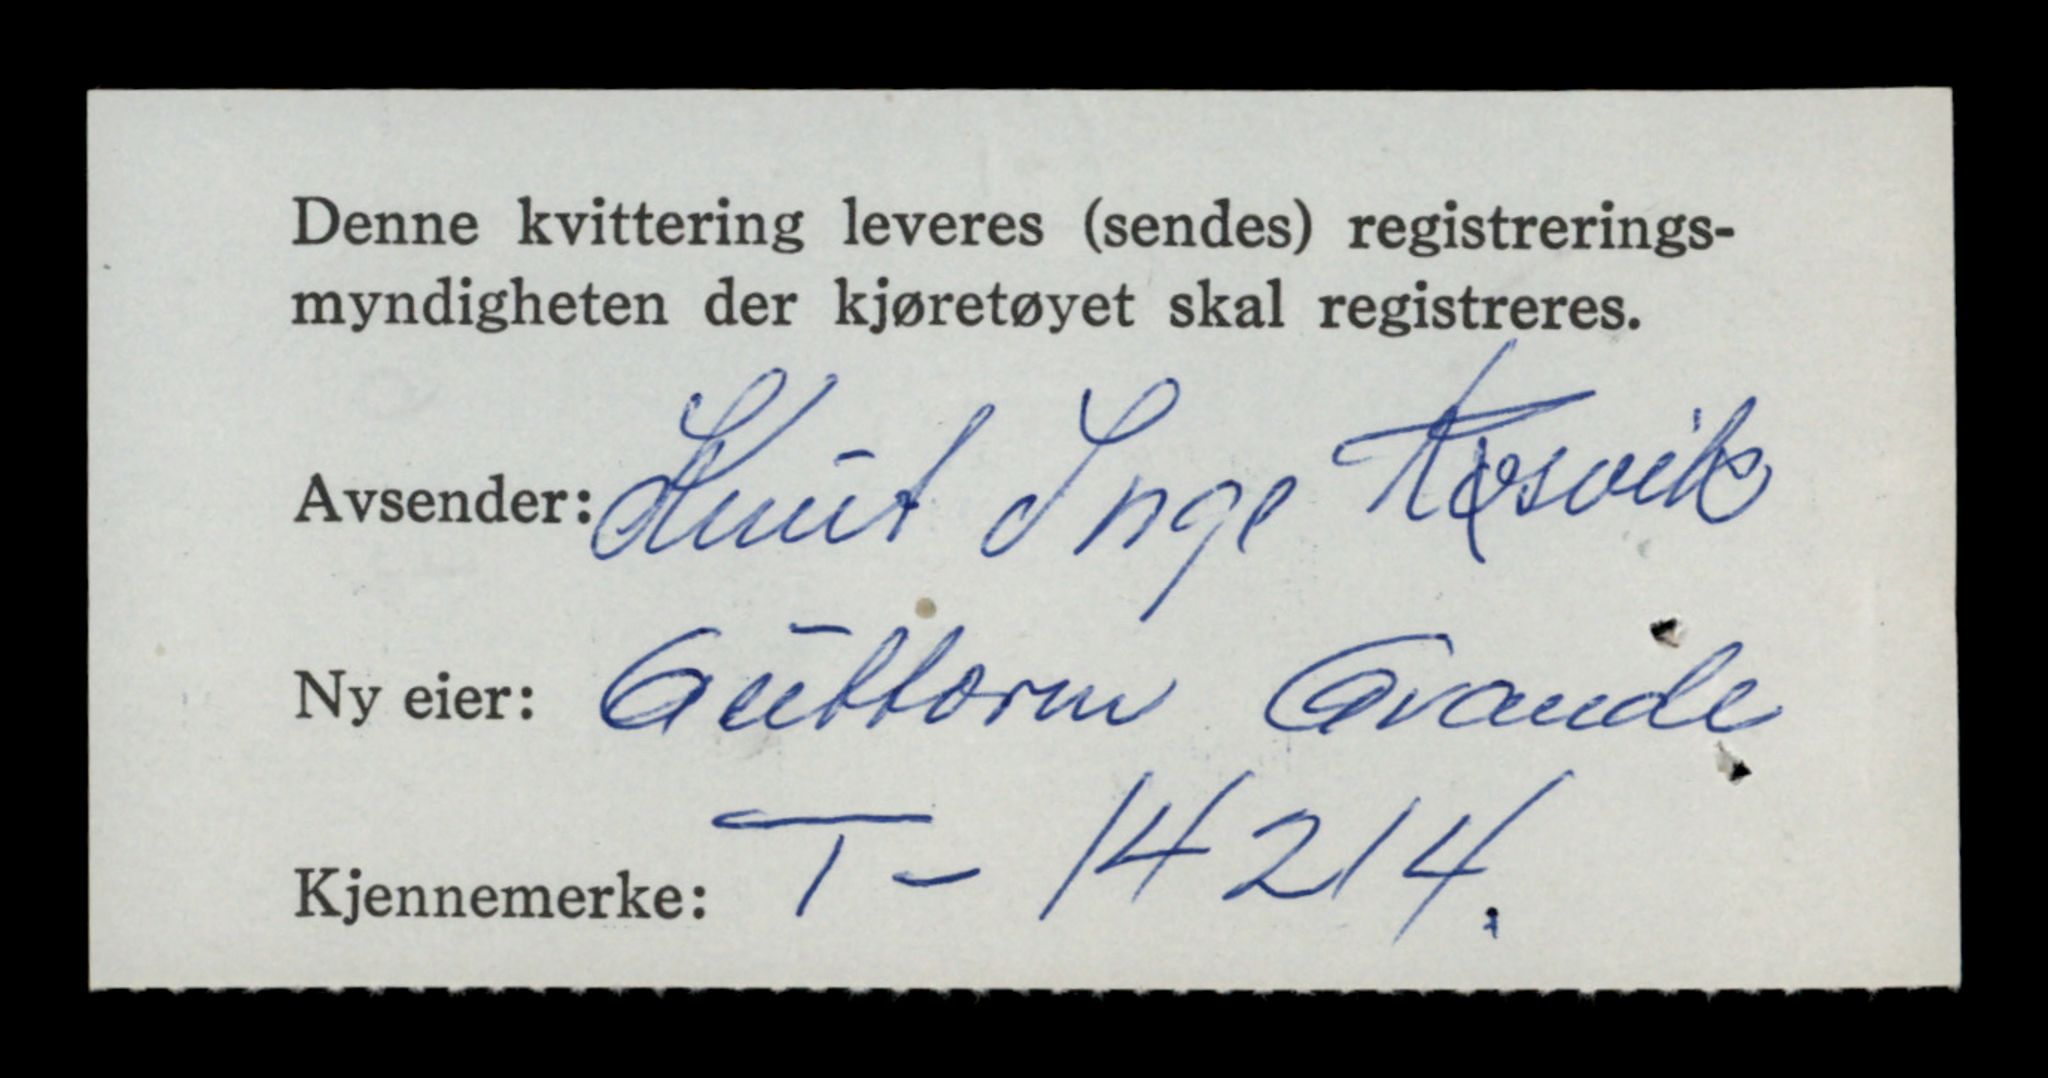 Denne kvittering leveres (sendes) registrerings-
myndigheten der kjøretøyet skal registreres.
Avsender: Knut Inge
Ny eier: Guttorm Grande
Kjennemerke: T- 14214.